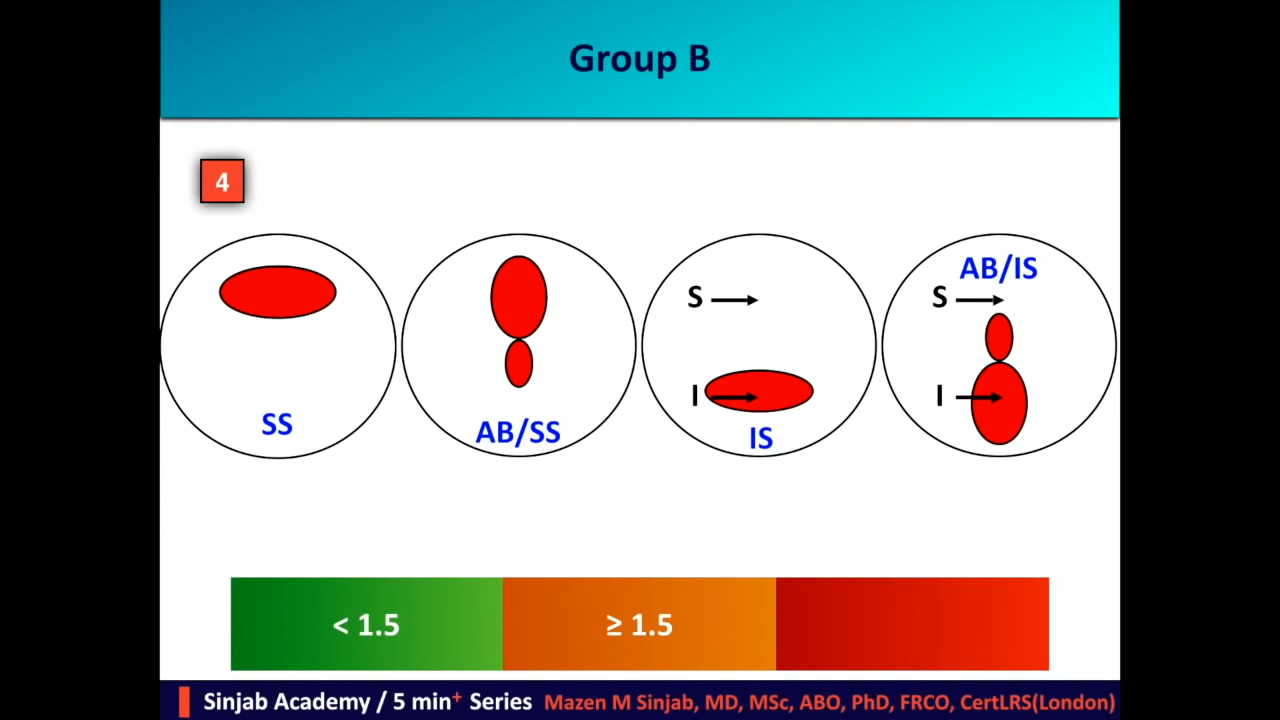 Group B
4
SS
AB/SS
S
I
IS
AB/IS
S
I
< 1.5
≥ 1.5
Sinjab Academy / 5 min+ Series Mazen M Sinjab, MD, MSc, ABO, PhD, FRCO, CertLRS(London)